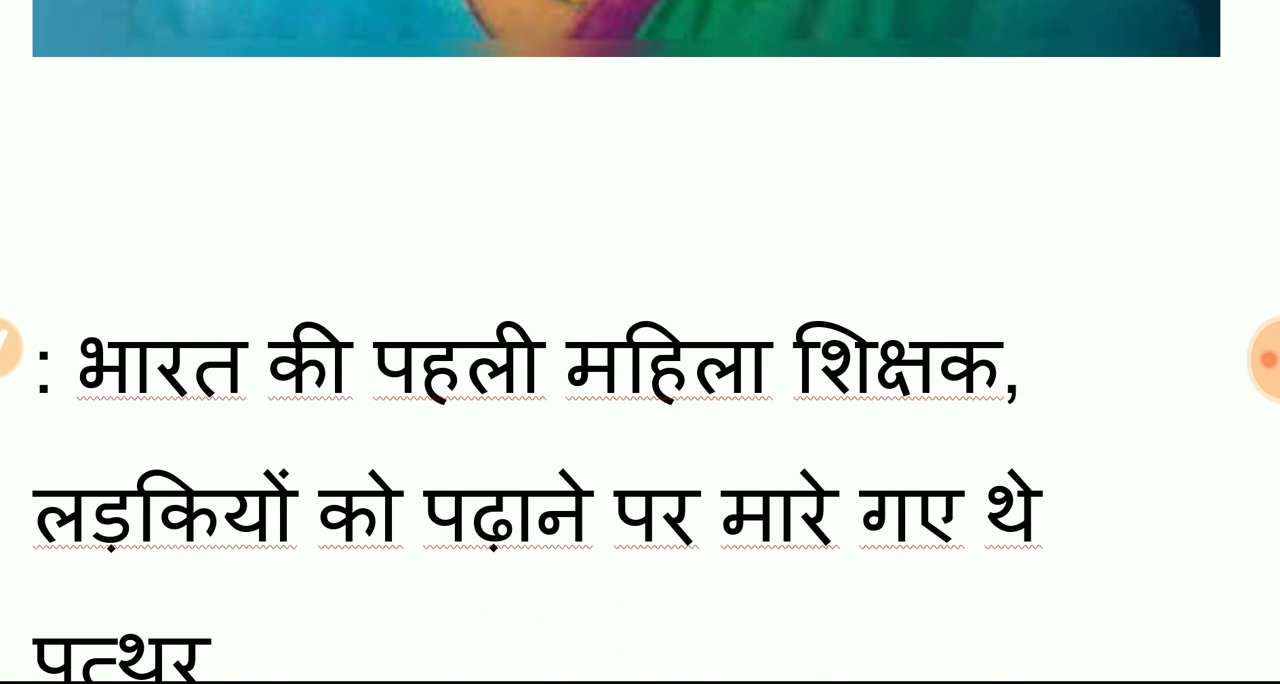 : भारत की पहली महिला शिक्षक,
लड़कियों को पढ़ाने पर मारे गए थे
पत्थर